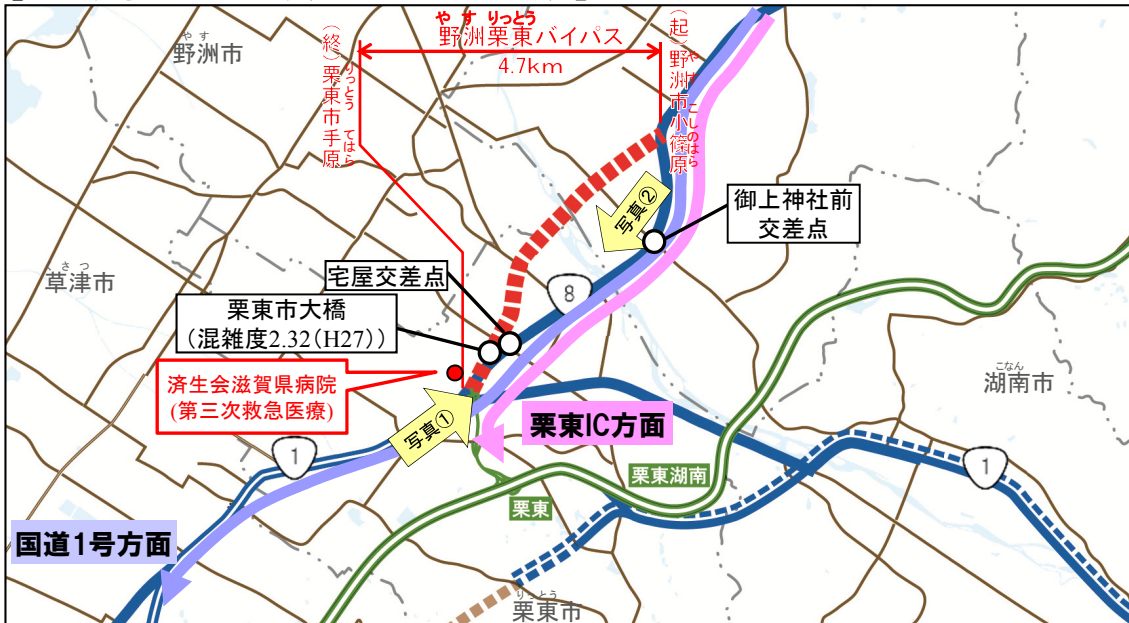 野洲市
やす
野洲栗東バイパス
やす りっとう
4.7km
(終)栗東市手原
りっとう てはら
(起)野洲市小篠原
やす こしのはら
写真②
御上神社前
交差点
草津市
くさつ
宅屋交差点
8
栗東市大橋
(混雑度2.32(H27))
済生会滋賀県病院
(第三次救急医療)
写真①
栗東IC方面
湖南市
こなん
1
栗東湖南
1
栗東
国道1号方面
栗東市
りっとう